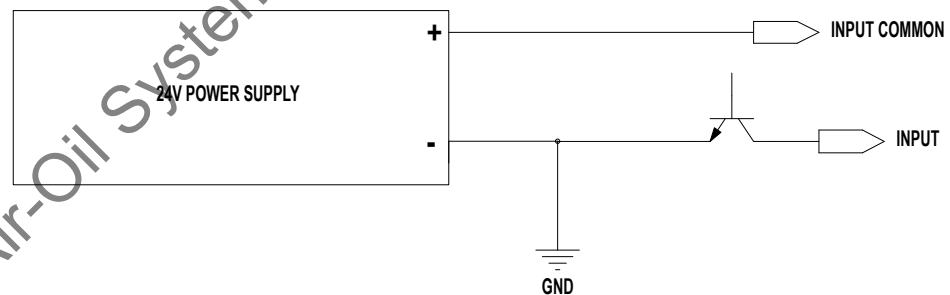 +
INPUT COMMON
24V POWER SUPPLY
-
INPUT
GND